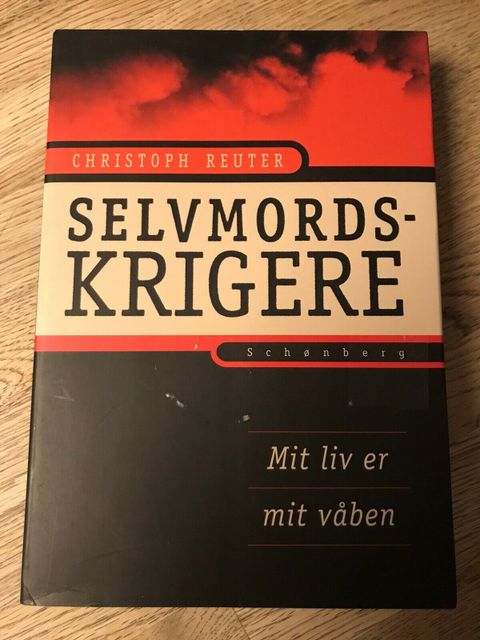 CHRISTOPH REUTER
SELVMORDS-
KRIGERE
Schønberg
Mit liv er
mit våben